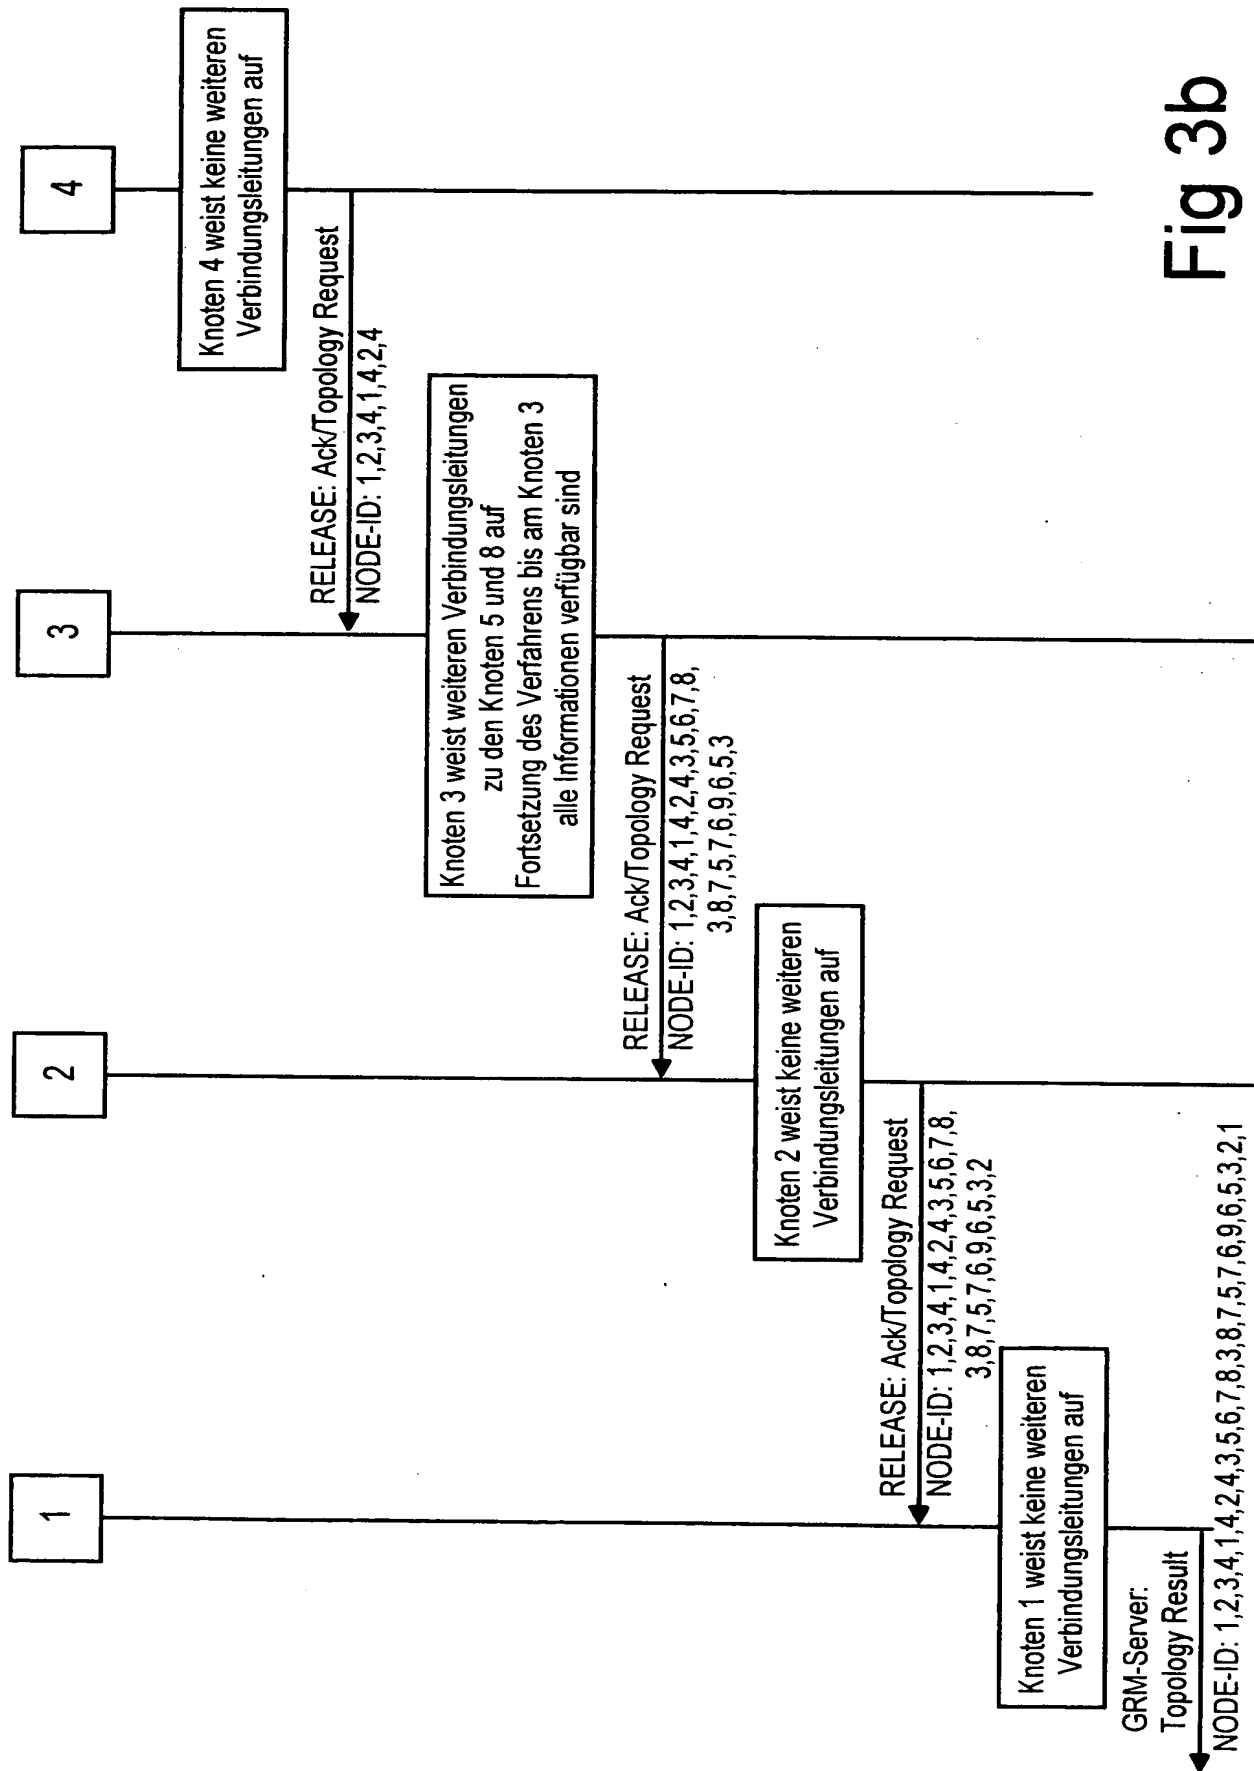 1
2
3
4
Knoten 4 weist keine weiteren
Verbindungsleitungen auf
RELEASE: Ack/Topology Request
NODE-ID: 1,2,3,4,1,4,2,4
Knoten 3 weist weiteren Verbindungsleitungen
zu den Knoten 5 und 8 auf
Fortsetzung des Verfahrens bis am Knoten 3
alle Informationen verfügbar sind
RELEASE: Ack/Topology Request
NODE-ID: 1,2,3,4,1,4,2,4,3,5,6,7,8,
3,8,7,5,7,6,9,6,5,3
Knoten 2 weist keine weiteren
Verbindungsleitungen auf
RELEASE: Ack/Topology Request
NODE-ID: 1,2,3,4,1,4,2,4,3,5,6,7,8,
3,8,7,5,7,6,9,6,5,3,2
Knoten 1 weist keine weiteren
Verbindungsleitungen auf
GRM-Server:
Topology Result
NODE-ID: 1,2,3,4,1,4,2,4,3,5,6,7,8,3,8,7,5,7,6,9,6,5,3,2,1
Fig 3b